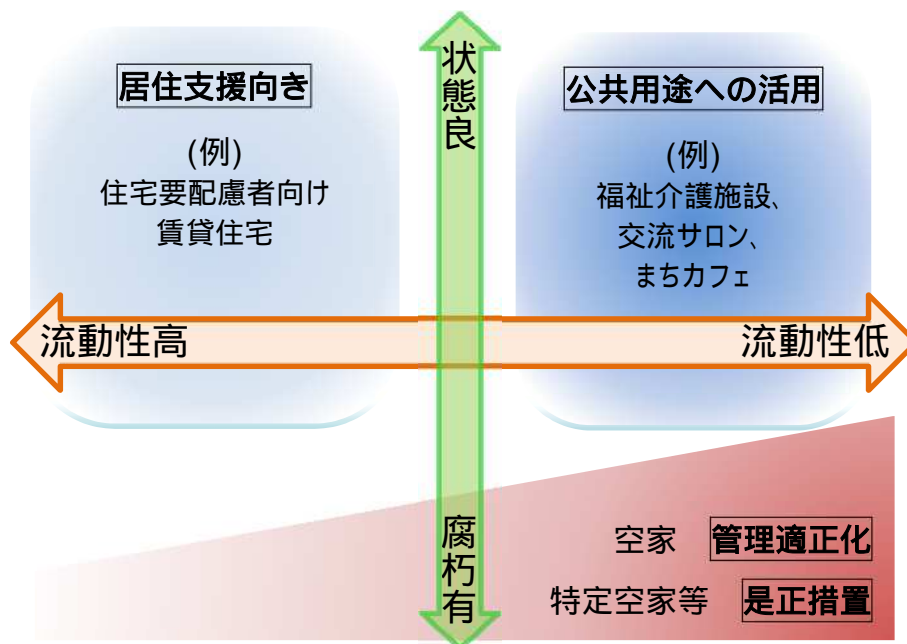 居住支援向き
(例)
住宅要配慮者向け
賃貸住宅
状態良
公共用途への活用
(例)
福祉介護施設、
交流サロン、
まちカフェ
流動性高
流動性低
腐朽有
空家 管理適正化
特定空家等 是正措置